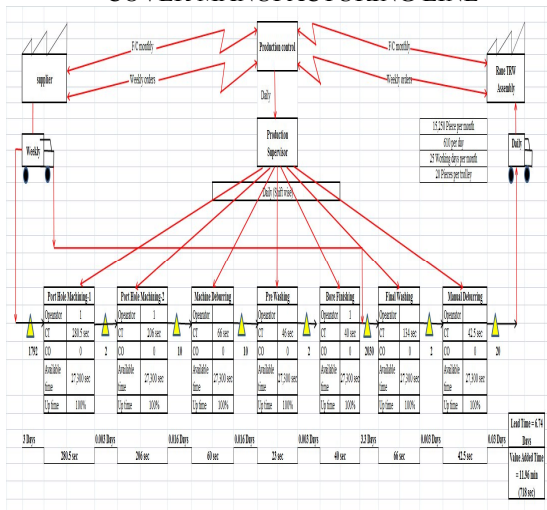 COVER MANUFACTURING LINE
F/C monthly
Production control
F/C monthly
supplier
Weekly orders
Weekly orders
Rane TRW
Assembly
Daily
Weekly
Production
Supervisor
15,250 Piece per month
610 per day
25 Working days per month
20 Pieces per trolley
Daily
Daily (Shift wise)
Port Hole Machining-1
Port Hole Machining-2
Machine Deburring
Pre Washing
Bore Finishing
Final Washing
Manual Deburring
Operator 1
Operator 1
Operator
Operator
Operator 1
Operator
Operator
CT 280.5 sec
CT 206 sec
CT 66 sec
CT 46 sec
CT 40 sec
CT 134 sec
CT 42.5 sec
1792 CO 0 2 CO 0 10 CO 0 10 CO 0 2 CO 0 2030 CO 0 2 CO 0 20
Available time 27,300 sec
Available time 27,300 sec
Available time 27,300 sec
Available time 27,300 sec
Available time 27,300 sec
Available time 27,300 sec
Available time 27,300 sec
Up time 100%
Up time 100%
Up time 100%
Up time 100%
Up time 100%
Up time 100%
Up time 100%
3 Days 0.003 Days 0.016 Days 0.016 Days 0.003 Days 3.3 Days 0.003 Days 0.03 Days
280.5 sec 206 sec 60 sec 23 sec 40 sec 66 sec 42.5 sec
Lead Time = 6.74
Days
Value Added Time
= 11.96 min
(718 sec)